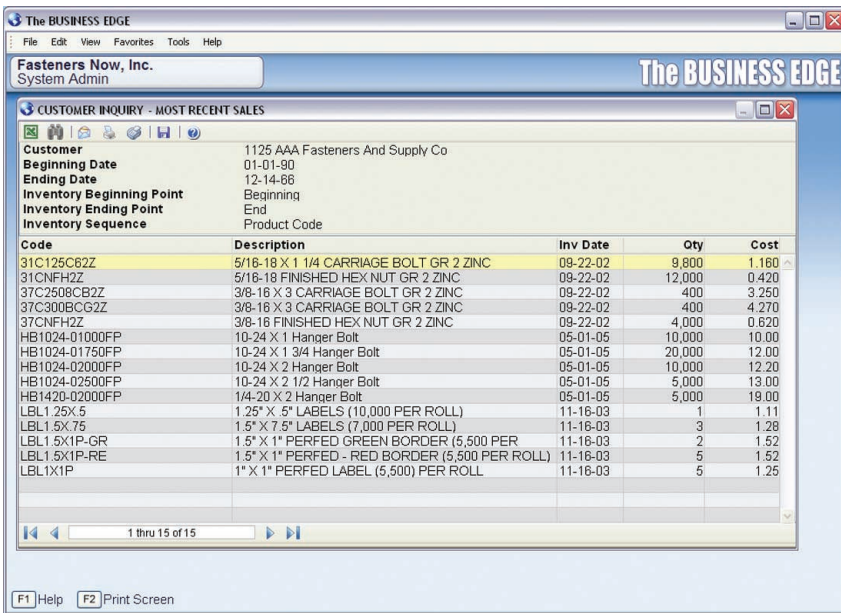 The BUSINESS EDGE
File Edit View Favorites Tools Help
Fasteners Now, Inc.
System Admin
The BUSINESS EDGE
CUSTOMER INQUIRY - MOST RECENT SALES
Customer 1125 AAA Fasteners And Supply Co
Beginning Date 01-01-90
Ending Date 12-14-66
Inventory Beginning Point Beginning
Inventory Ending Point End
Inventory Sequence Product Code
Code Description Inv Date Qty Cost
31C125C62Z 5/16-18 X 1 1/4 CARRIAGE BOLT GR 2 ZINC 09-22-02 9,800 1.160
31CNFH2Z 5/16-18 FINISHED HEX NUT GR 2 ZINC 09-22-02 12,000 0.420
37C2508CB2Z 3/8-16 X 3 CARRIAGE BOLT GR 2 ZINC 09-22-02 400 3.250
37C300BCG2Z 3/8-16 X 3 CARRIAGE BOLT GR 2 ZINC 09-22-02 400 4.270
37CNFH2Z 3/8-16 FINISHED HEX NUT GR 2 ZINC 09-22-02 4,000 0.620
HB1024-01000FP 10-24 X 1 Hanger Bolt 05-01-05 10,000 10.00
HB1024-01750FP 10-24 X 1 3/4 Hanger Bolt 05-01-05 20,000 12.00
HB1024-02000FP 10-24 X 2 Hanger Bolt 05-01-05 10,000 12.20
HB1024-02500FP 10-24 X 2 1/2 Hanger Bolt 05-01-05 5,000 13.00
HB1420-02000FP 1/4-20 X 2 Hanger Bolt 05-01-05 5,000 19.00
LBL1.25X.5 1.25" X .5" LABELS (10,000 PER ROLL) 11-16-03 1 1.11
LBL1.5X.75 1.5" X 7.5" LABELS (7,000 PER ROLL) 11-16-03 3 1.28
LBL1.5X1P-GR 1.5" X 1" PERFED GREEN BORDER (5,500 PER 11-16-03 2 1.52
LBL1.5X1P-RE 1.5" X 1" PERFED - RED BORDER (5,500 PER ROLL) 11-16-03 5 1.52
LBL1X1P 1" X 1" PERFED LABEL (5,500) PER ROLL 11-16-03 5 1.25
1 thru 15 of 15
F1 Help F2 Print Screen